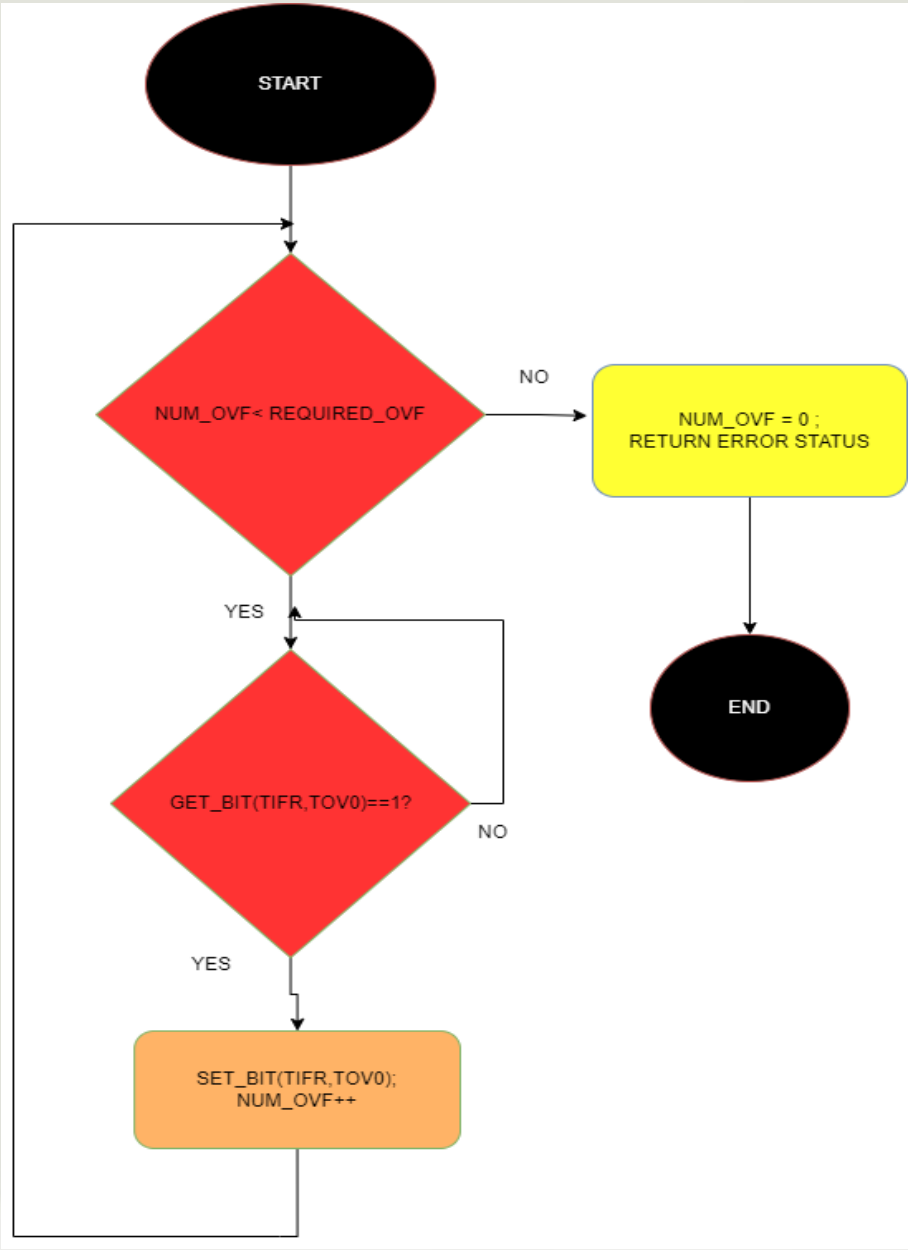 START
NUM_OVF< REQUIRED_OVF
NO
NUM_OVF = 0 ;
RETURN ERROR STATUS
YES
END
GET_BIT(TIFR,TOV0)==1?
NO
YES
SET_BIT(TIFR,TOV0);
NUM_OVF++